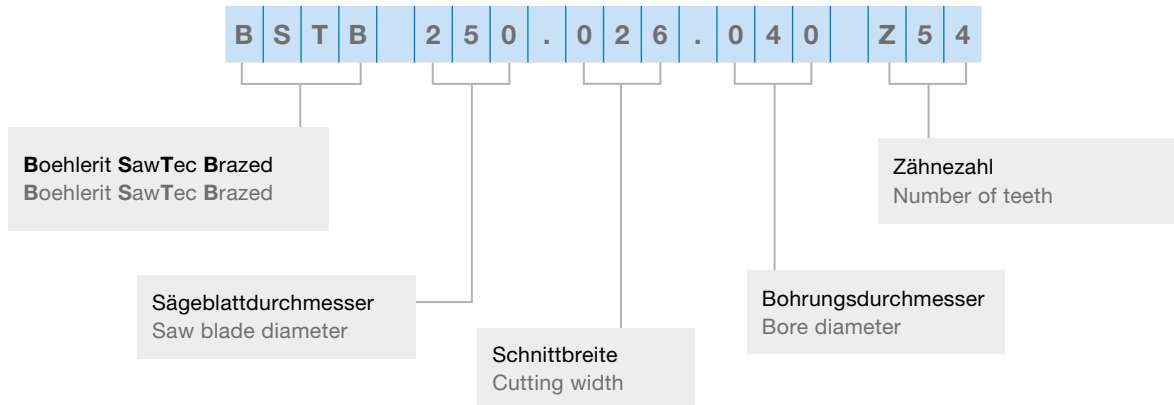 BSTB 250.026.040 Z54
Boehlerit SawTec Brazed
Boehlerit SawTec Brazed
Zähnezahl
Number of teeth
Sägeblattdurchmesser
Saw blade diameter
Bohrungsdurchmesser
Bore diameter
Schnittbreite
Cutting width